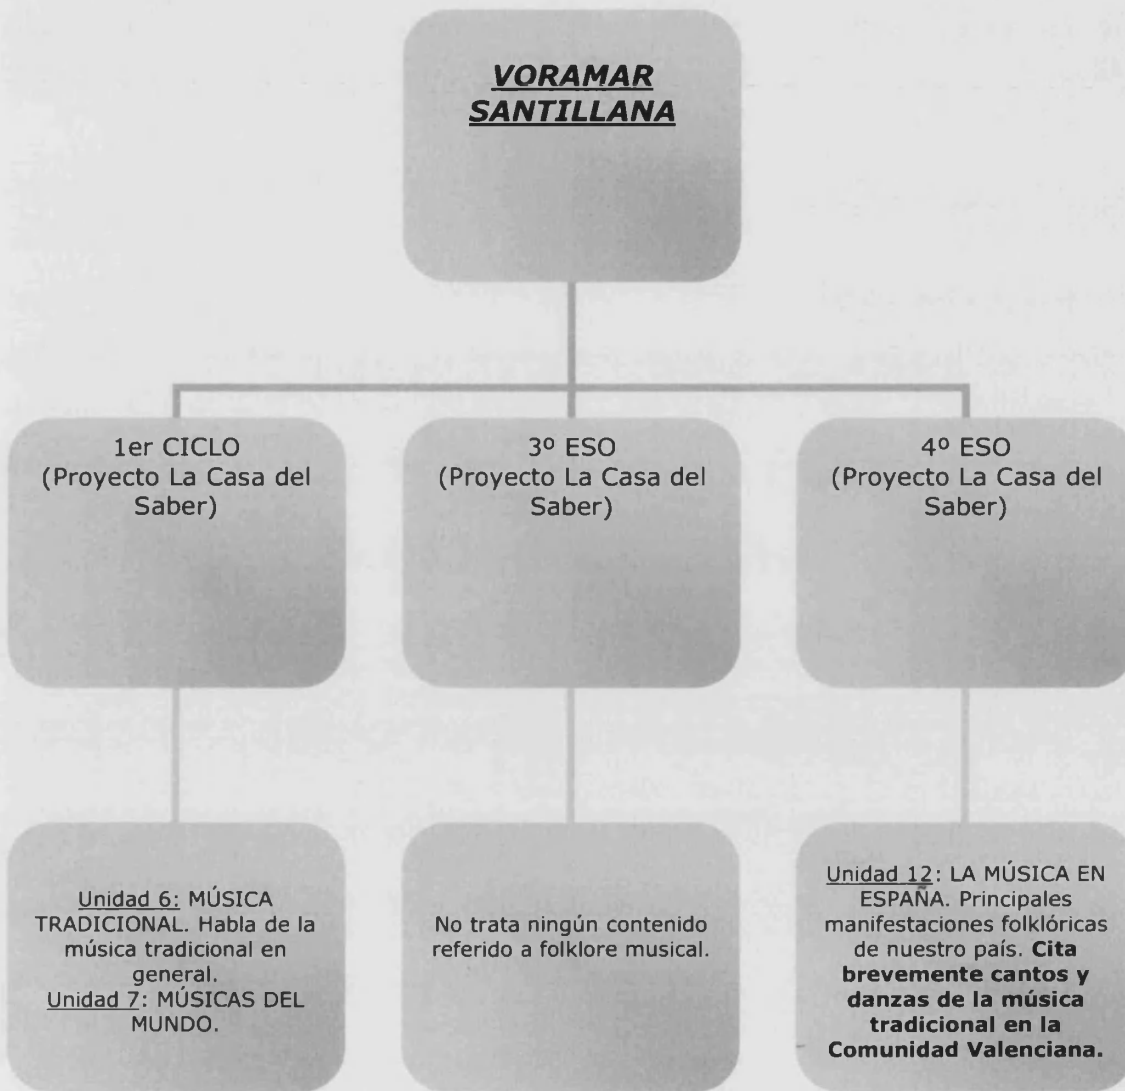 VORAMAR
SANTILLANA
1er CICLO
(Proyecto La Casa del
Saber)
3º ESO
(Proyecto La Casa del
Saber)
4º ESO
(Proyecto La Casa del
Saber)
Unidad 6: MÚSICA
TRADICIONAL. Habla de la
música tradicional en
general.
Unidad 7: MÚSICAS DEL
MUNDO.
No trata ningún contenido
referido a folklore musical.
Unidad 12: LA MÚSICA EN
ESPAÑA. Principales
manifestaciones folklóricas
de nuestro país. Cita
brevemente cantos y
danzas de la música
tradicional en la
Comunidad Valenciana.